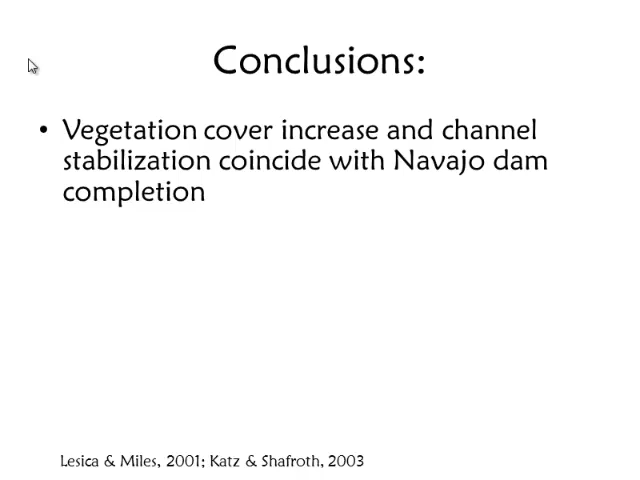 Conclusions:
• Vegetation cover increase and channel
stabilization coincide with Navajo dam
completion
Lesica & Miles, 2001; Katz & Shafroth, 2003